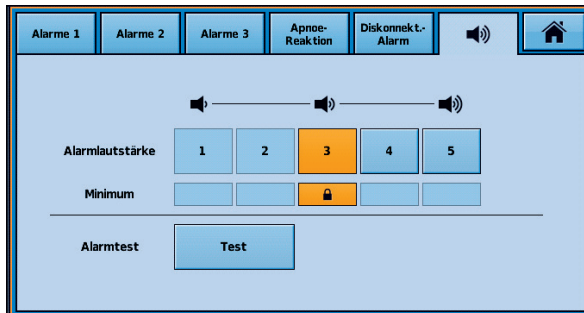 Alarme 1
Alarme 2
Alarme 3
Apnoe-
Reaktion
Diskonnekt.-
Alarm
Alarmlautstärke 1 2 3 4 5
Minimum
Alarmtest Test